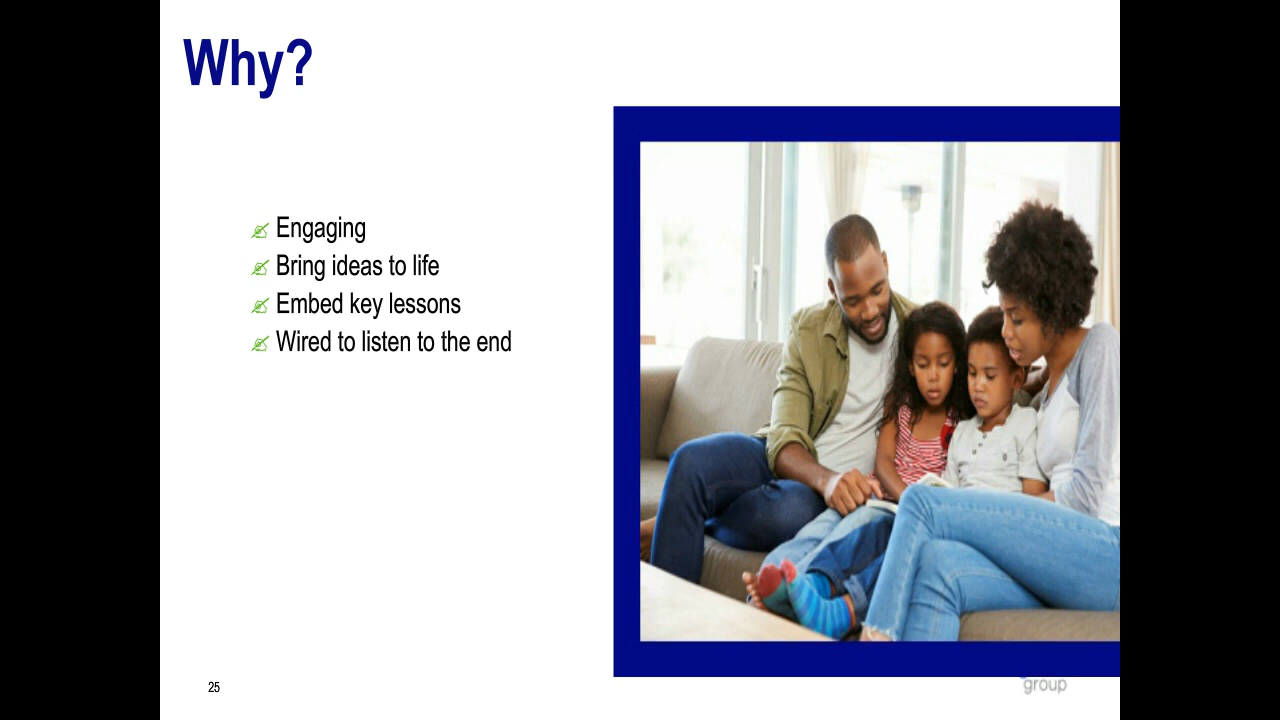 Why?
Engaging
Bring ideas to life
Embed key lessons
Wired to listen to the end
25
group